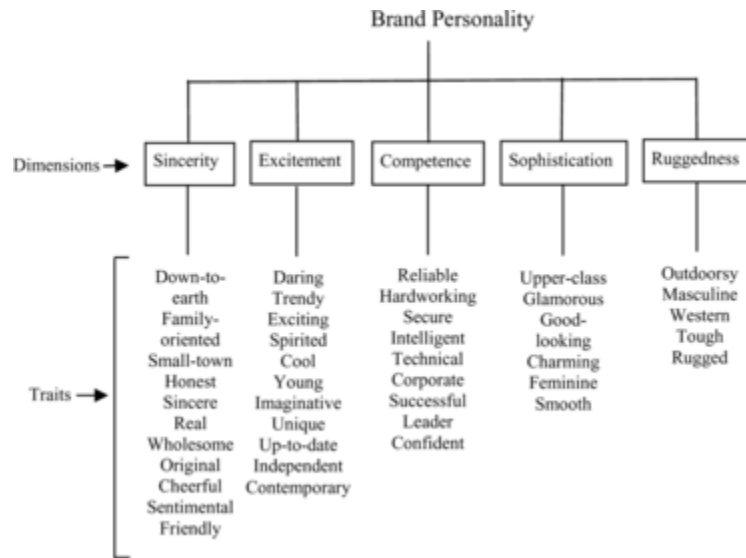 Brand Personality
Dimensions
Sincerity
Excitement
Competence
Sophistication
Ruggedness
Traits
Down-to-
earth
Family-
oriented
Small-town
Honest
Sincere
Real
Wholesome
Original
Cheerful
Sentimental
Friendly
Daring
Trendy
Exciting
Spirited
Cool
Young
Imaginative
Unique
Up-to-date
Independent
Contemporary
Reliable
Hardworking
Secure
Intelligent
Technical
Corporate
Successful
Leader
Confident
Upper-class
Glamorous
Good-
looking
Charming
Feminine
Smooth
Outdoorsy
Masculine
Western
Tough
Rugged